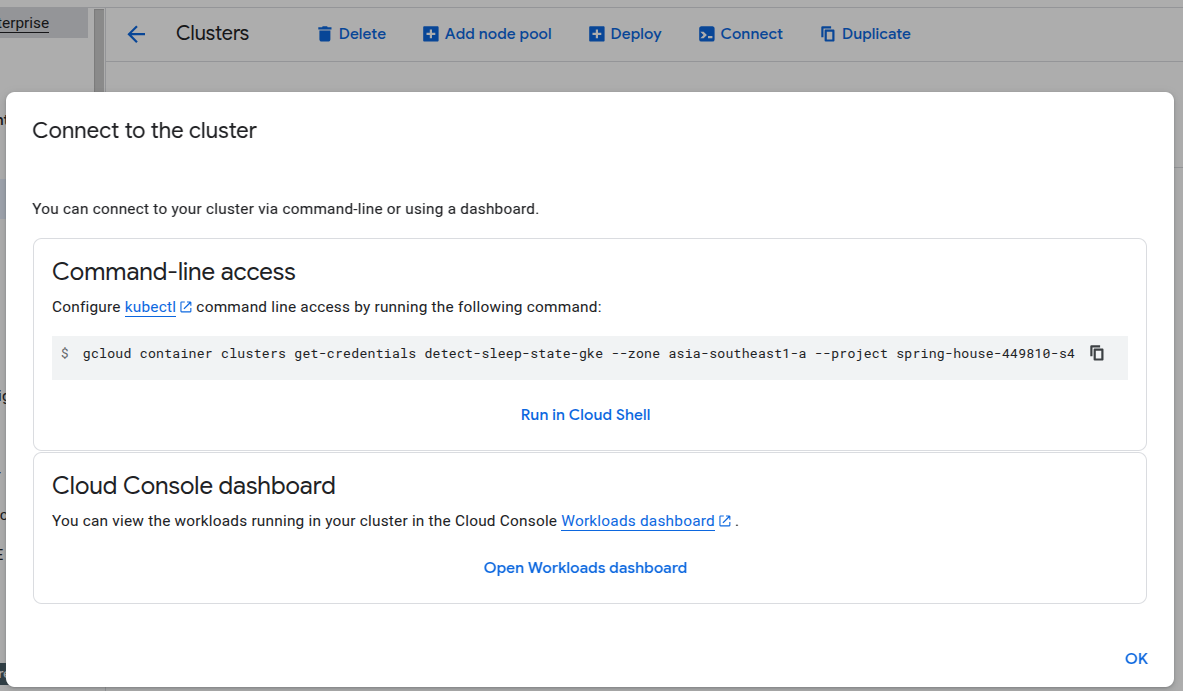 terprise
Clusters
Delete
Add node pool
Deploy
Connect
Duplicate
Connect to the cluster
You can connect to your cluster via command-line or using a dashboard.
Command-line access
Configure kubectl command line access by running the following command:
$ gcloud container clusters get-credentials detect-sleep-state-gke --zone asia-southeast1-a --project spring-house-449810-s4
Run in Cloud Shell
Cloud Console dashboard
You can view the workloads running in your cluster in the Cloud Console Workloads dashboard .
Open Workloads dashboard
OK